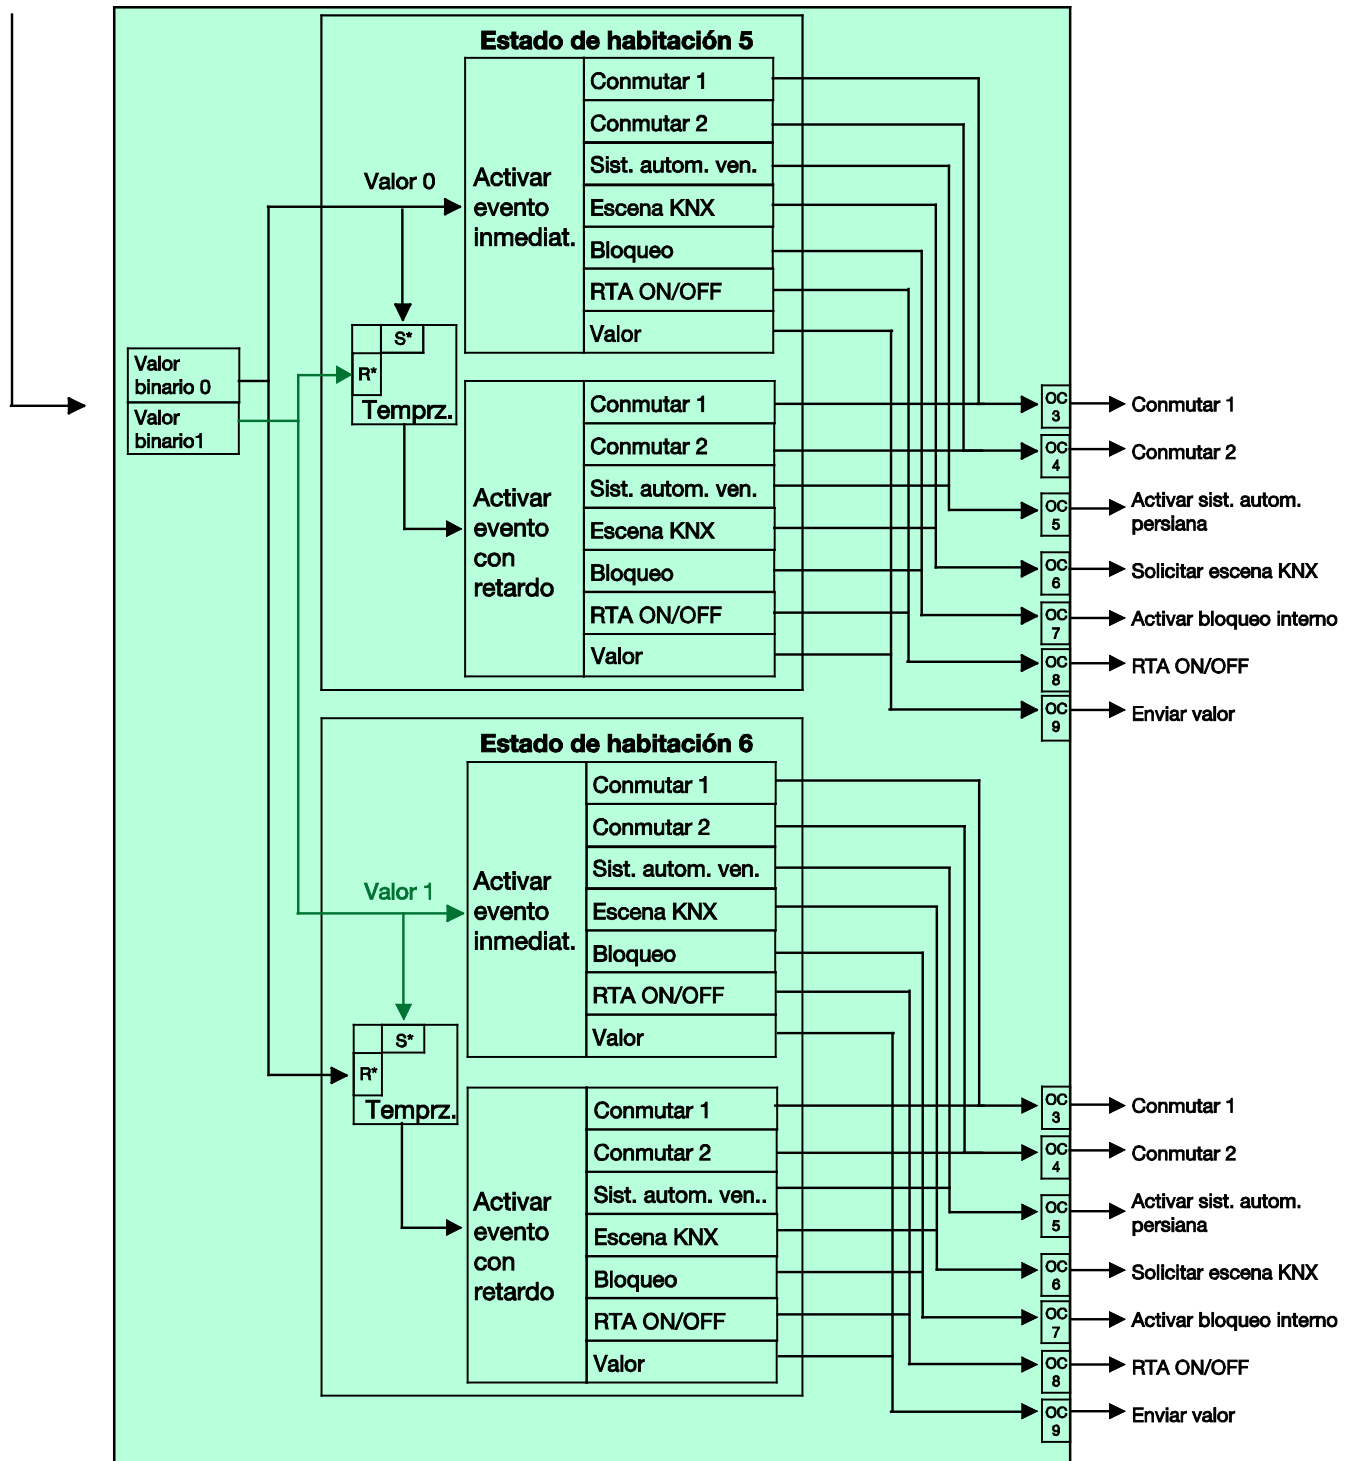 Estado de habitación 5
Valor 0
Activar
evento
inmediat.
Conmutar 1
Conmutar 2
Sist. autom. ven.
Escena KNX
Bloqueo
RTA ON/OFF
Valor
Valor
binario 0
Valor
binario1
S*
R*
Temprz.
Activar
evento
con
retardo
Conmutar 1
Conmutar 2
Sist. autom. ven.
Escena KNX
Bloqueo
RTA ON/OFF
Valor
OC
3
Conmutar 1
OC
4
Conmutar 2
OC
5
Activar sist. autom.
persiana
OC
6
Solicitar escena KNX
OC
7
Activar bloqueo interno
OC
8
RTA ON/OFF
OC
9
Enviar valor
Estado de habitación 6
Valor 1
Activar
evento
inmediat.
Conmutar 1
Conmutar 2
Sist. autom. ven.
Escena KNX
Bloqueo
RTA ON/OFF
Valor
S*
R*
Temprz.
Activar
evento
con
retardo
Conmutar 1
Conmutar 2
Sist. autom. ven..
Escena KNX
Bloqueo
RTA ON/OFF
Valor
OC
3
Conmutar 1
OC
4
Conmutar 2
OC
5
Activar sist. autom.
persiana
OC
6
Solicitar escena KNX
OC
7
Activar bloqueo interno
OC
8
RTA ON/OFF
OC
9
Enviar valor